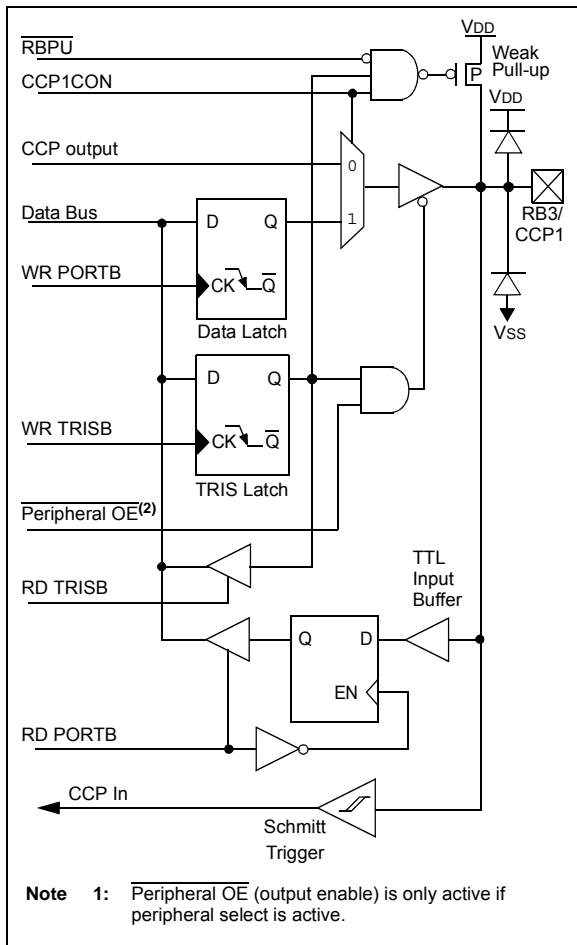 VDD
RBPU
Weak
Pull-up
P
CCP1CON
VDD
CCP output
0
RB3/
CCP1
Data Bus
D Q
1
WR PORTB
CK Q
Data Latch
VSS
D Q
WR TRISB
CK Q
TRIS Latch
Peripheral OE(2)
TTL
Input
Buffer
RD TRISB
Q D
EN
RD PORTB
CCP In
Schmitt
Trigger
Note 1: Peripheral OE (output enable) is only active if
peripheral select is active.